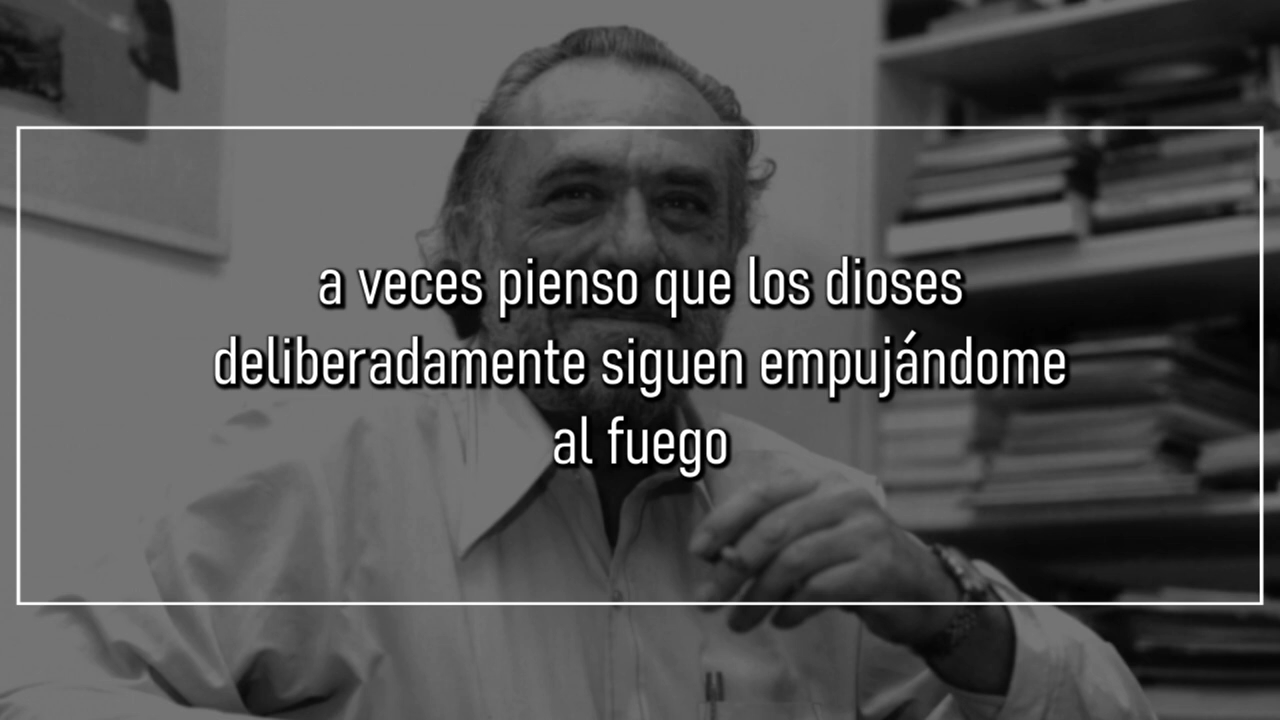 a veces pienso que los dioses
deliberadamente siguen empujándome
al fuego